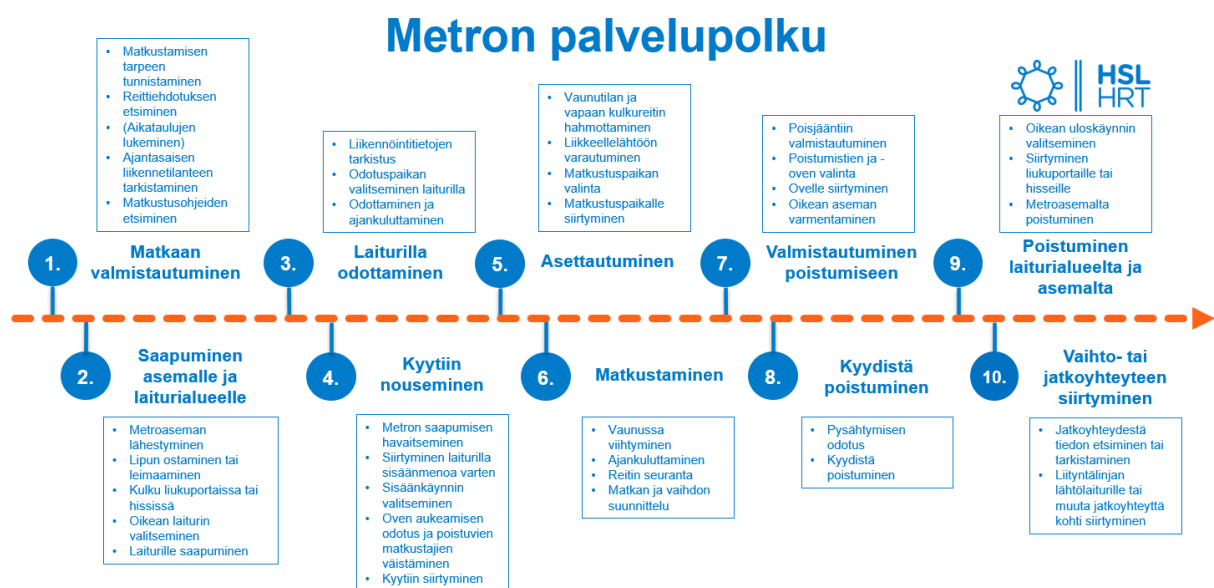 Metron palvelupolku
HSL
HRT
• Matkustamisen
tarpeen
tunnistaminen
• Reittiehdotuksen
etsiminen
• (Aikataulujen
lukeminen)
• Ajantasaisen
liikennetilanteen
tarkistaminen
• Matkustusohjeiden
etsiminen
1.
Matkaan
valmistautuminen
2.
Saapuminen
asemalle ja
laiturialueelle
• Metroaseman
lähestyminen
• Lipun ostaminen tai
leimaaminen
• Kulku liukuportaissa tai
hississä
• Oikean laiturin
valitseminen
• Laiturille saapuminen
• Liikennöintitietojen
tarkistus
• Odotuspaikan
valitseminen laiturilla
• Odottaminen ja
ajankuluttaminen
3.
Laiturilla
odottaminen
4.
Kyytiin
nouseminen
• Metron saapumisen
havaitseminen
• Siirtyminen laiturilla
sisäänmenoa varten
• Sisäänkäynnin
valitseminen
• Oven aukeamisen
odotus ja poistuvien
matkustajien
väistäminen
• Kyytiin siirtyminen
• Vaunutilan ja
vapaan kulkureitin
hahmottaminen
• Liikkeellelähtöön
varautuminen
• Matkustuspaikan
valinta
• Matkustuspaikalle
siirtyminen
5.
Asettautuminen
6.
Matkustaminen
• Vaunussa
viihtyminen
• Ajankuluttaminen
• Reitin seuranta
• Matkan ja vaihdon
suunnittelu
• Poisjääntiin
valmistautuminen
• Poistumistien ja -
oven valinta
• Ovelle siirtyminen
• Oikean aseman
varmentaminen
7.
Valmistautuminen
poistumiseen
8.
Kyydistä
poistuminen
• Pysähtymisen
odotus
• Kyydistä
poistuminen
• Oikean uloskäynnin
valitseminen
• Siirtyminen
liukuportaille tai
hisseille
• Metroasemalta
poistuminen
9.
Poistuminen
laiturialueelta ja
asemalta
10.
Vaihto- tai
jatkoyhteyteen
siirtyminen
• Jatkoyhteydestä
tiedon etsiminen tai
tarkistaminen
• Liityntälinjan
lähtölaiturille tai
muuta jatkoyhteyttä
kohti siirtyminen